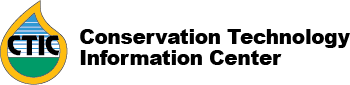 CTIC
Conservation Technology
Information Center